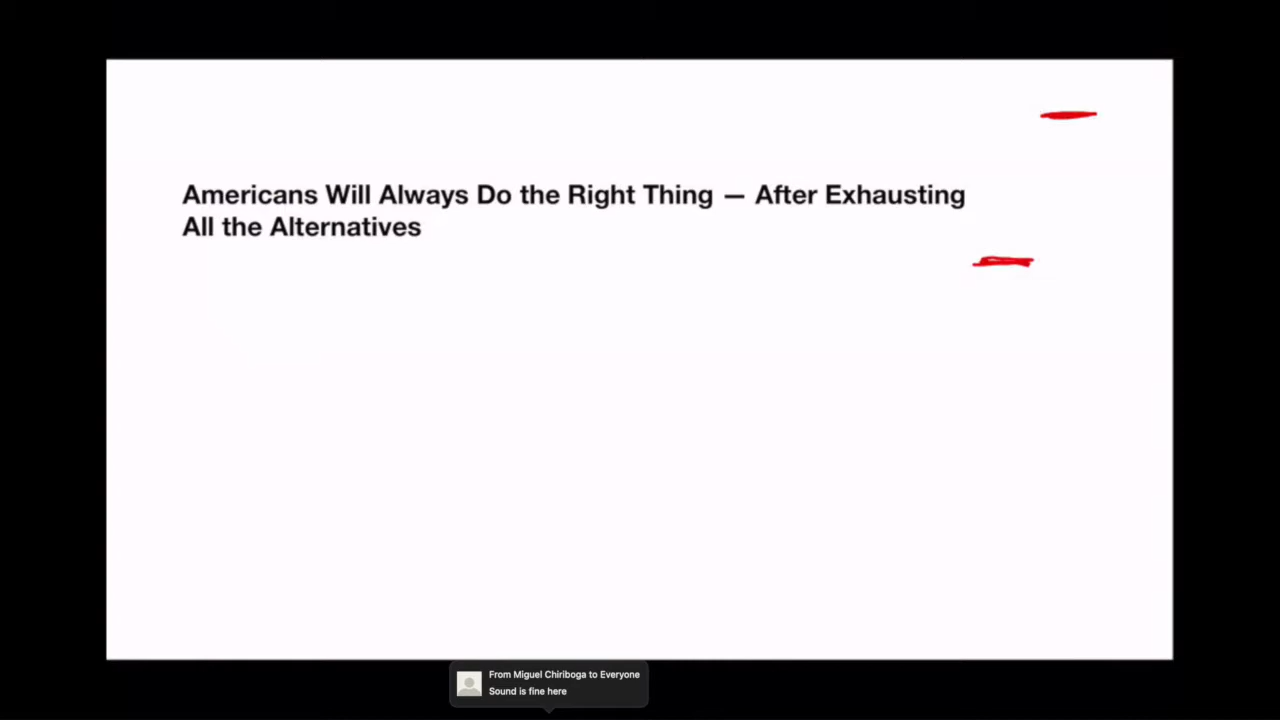 Americans Will Always Do the Right Thing — After Exhausting
All the Alternatives
From Miguel Chiriboga to Everyone
Sound is fine here